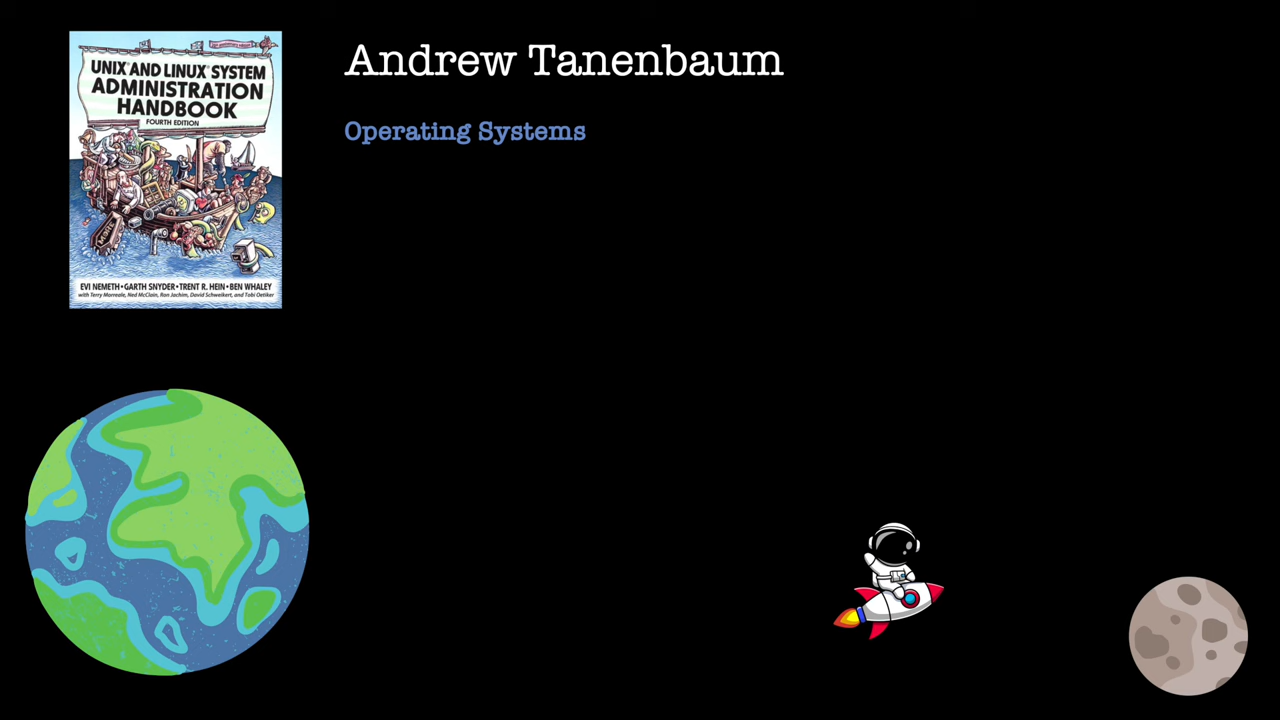 UNIX® AND LINUX® SYSTEM
ADMINISTRATION
HANDBOOK
FOURTH EDITION
EVI NEMETH • GARTH SNYDER • TRENT R. HEIN • BEN WHALEY
with Terry Morreale, Ned McClain, Ron Jachim, David Schweikert, and Tobi Oetiker
Andrew Tanenbaum
Operating Systems